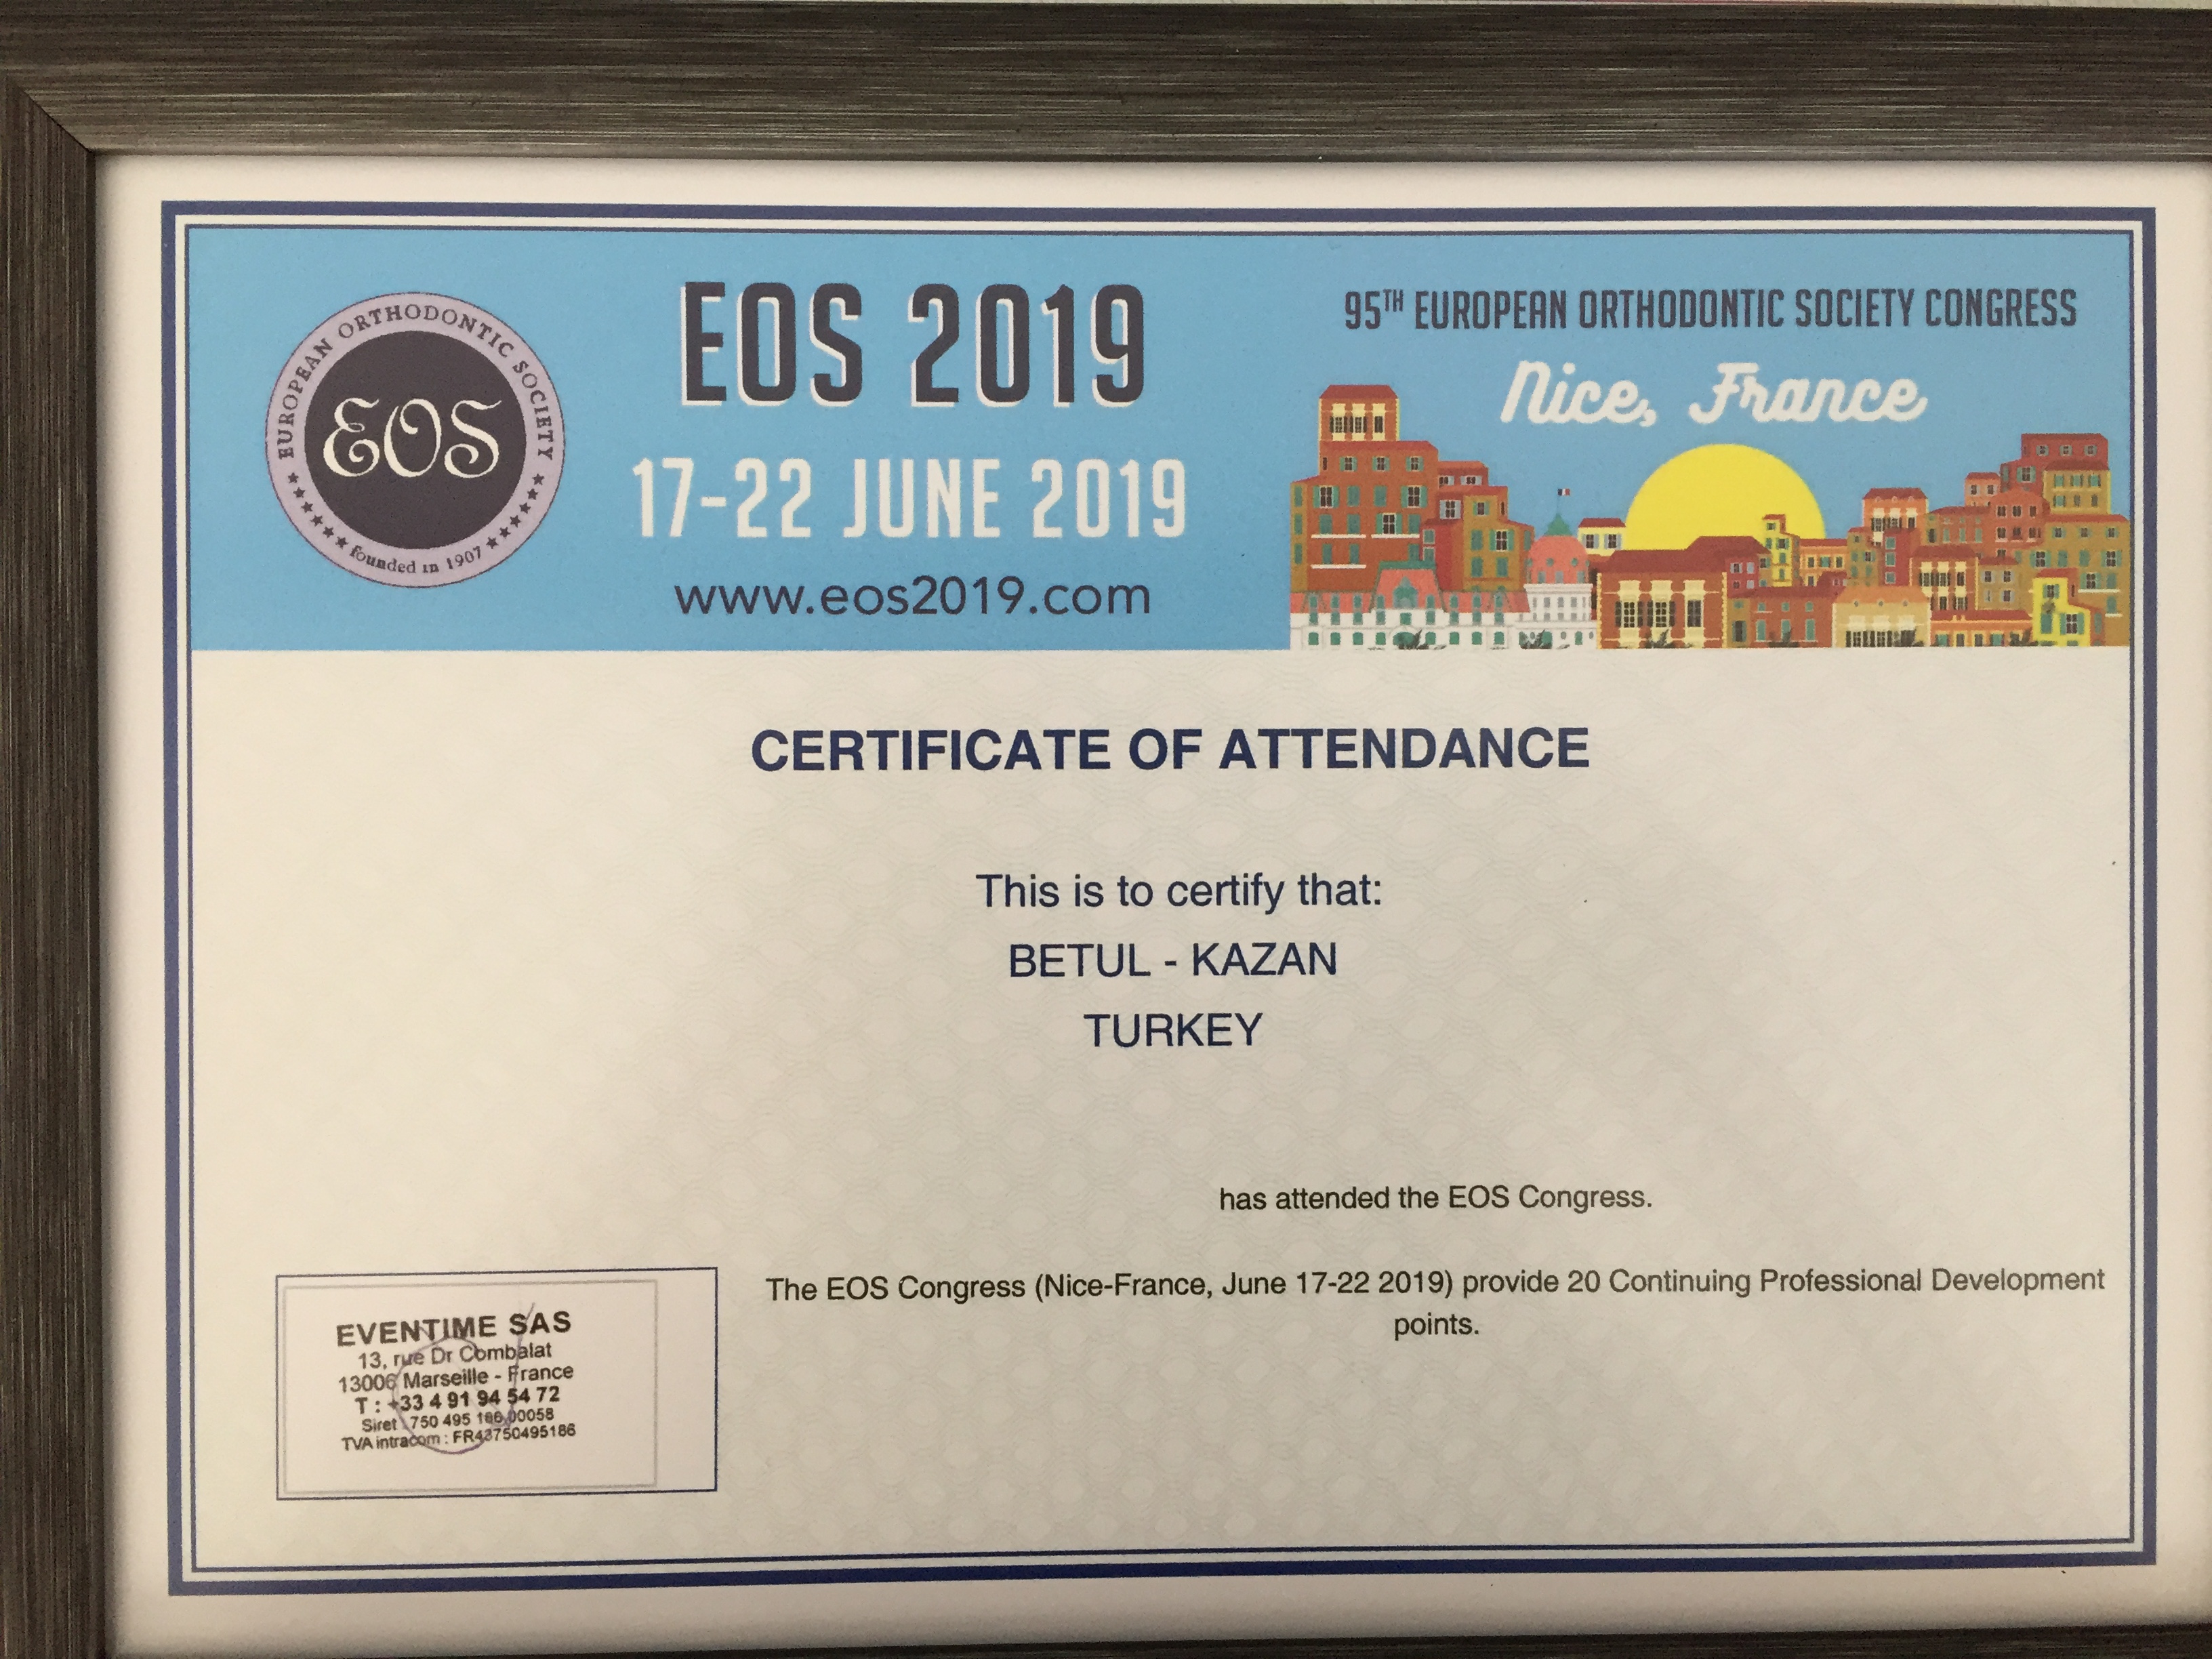 EUROPEAN ORTHODONTIC SOCIETY
EOS
founded in 1907
EOS 2019
17-22 JUNE 2019
www.eos2019.com
95TH EUROPEAN ORTHODONTIC SOCIETY CONGRESS
Nice, France
CERTIFICATE OF ATTENDANCE
This is to certify that:
BETUL - KAZAN
TURKEY
has attended the EOS Congress.
The EOS Congress (Nice-France, June 17-22 2019) provide 20 Continuing Professional Development
points.
EVENTIME SAS
13, rue Dr Combalat
13006 Marseille - France
T : +33 4 91 94 54 72
Siret : 750 495 186 00058
TVA intracom : FR43750495186